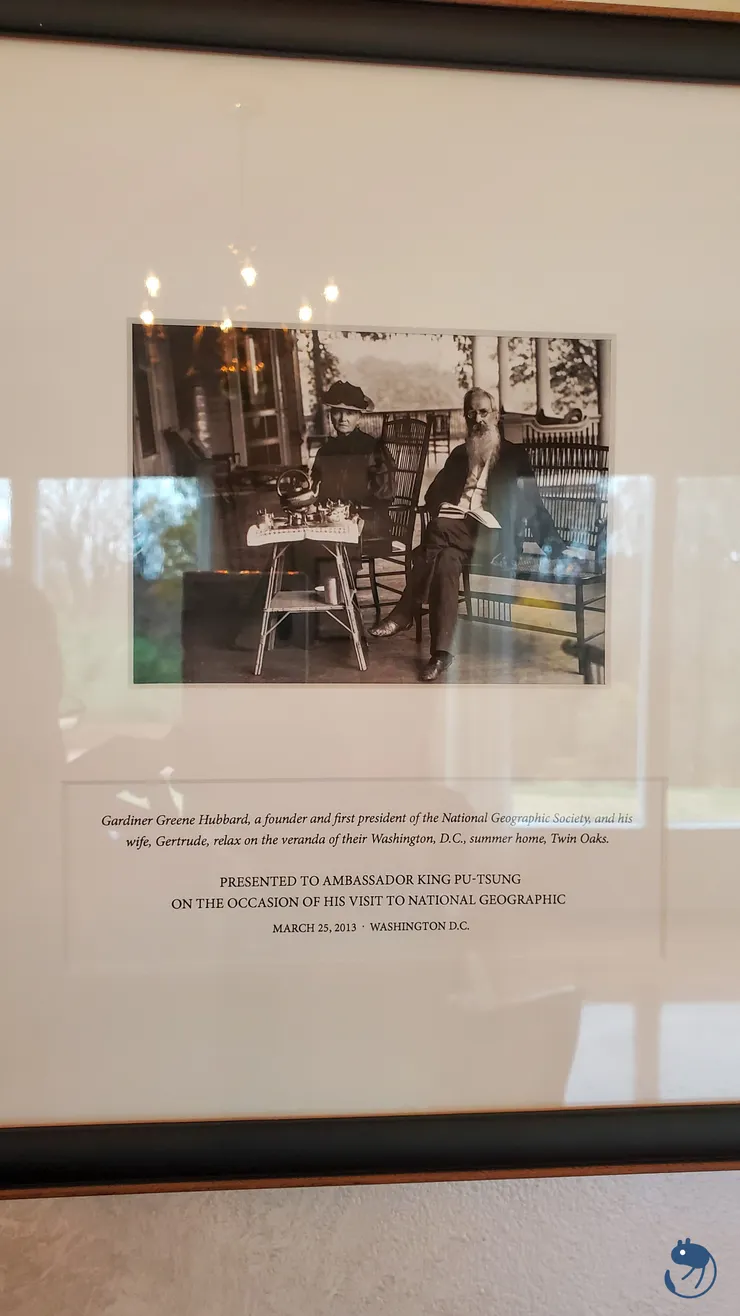 Gardiner Greene Hubbard, a founder and first president of the National Geographic Society, and his
wife, Gertrude, relax on the veranda of their Washington, D.C., summer home, Twin Oaks.
PRESENTED TO AMBASSADOR KING PU-TSUNG
ON THE OCCASION OF HIS VISIT TO NATIONAL GEOGRAPHIC
MARCH 25, 2013 · WASHINGTON D.C.